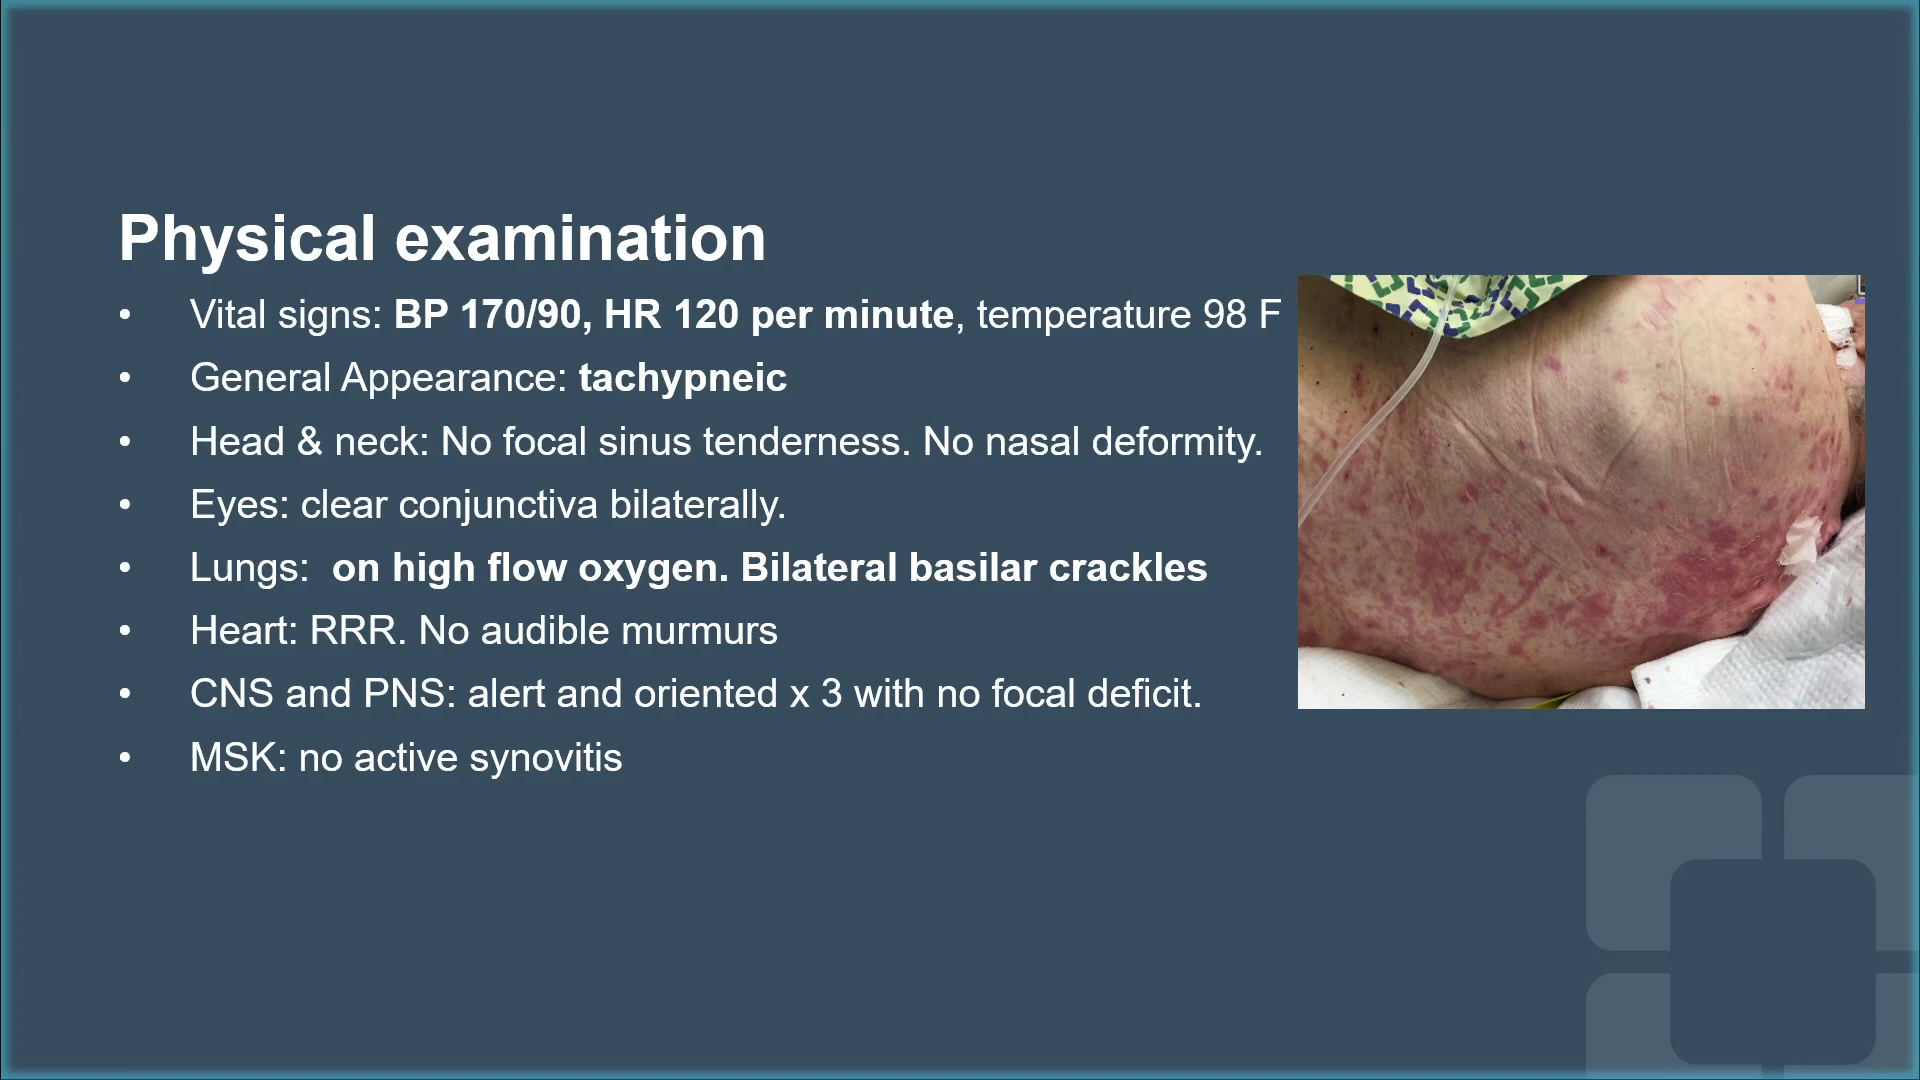 Physical examination
• Vital signs: BP 170/90, HR 120 per minute, temperature 98 F
• General Appearance: tachypneic
• Head & neck: No focal sinus tenderness. No nasal deformity.
• Eyes: clear conjunctiva bilaterally.
• Lungs:  on high flow oxygen. Bilateral basilar crackles
• Heart: RRR. No audible murmurs
• CNS and PNS: alert and oriented x 3 with no focal deficit.
• MSK: no active synovitis